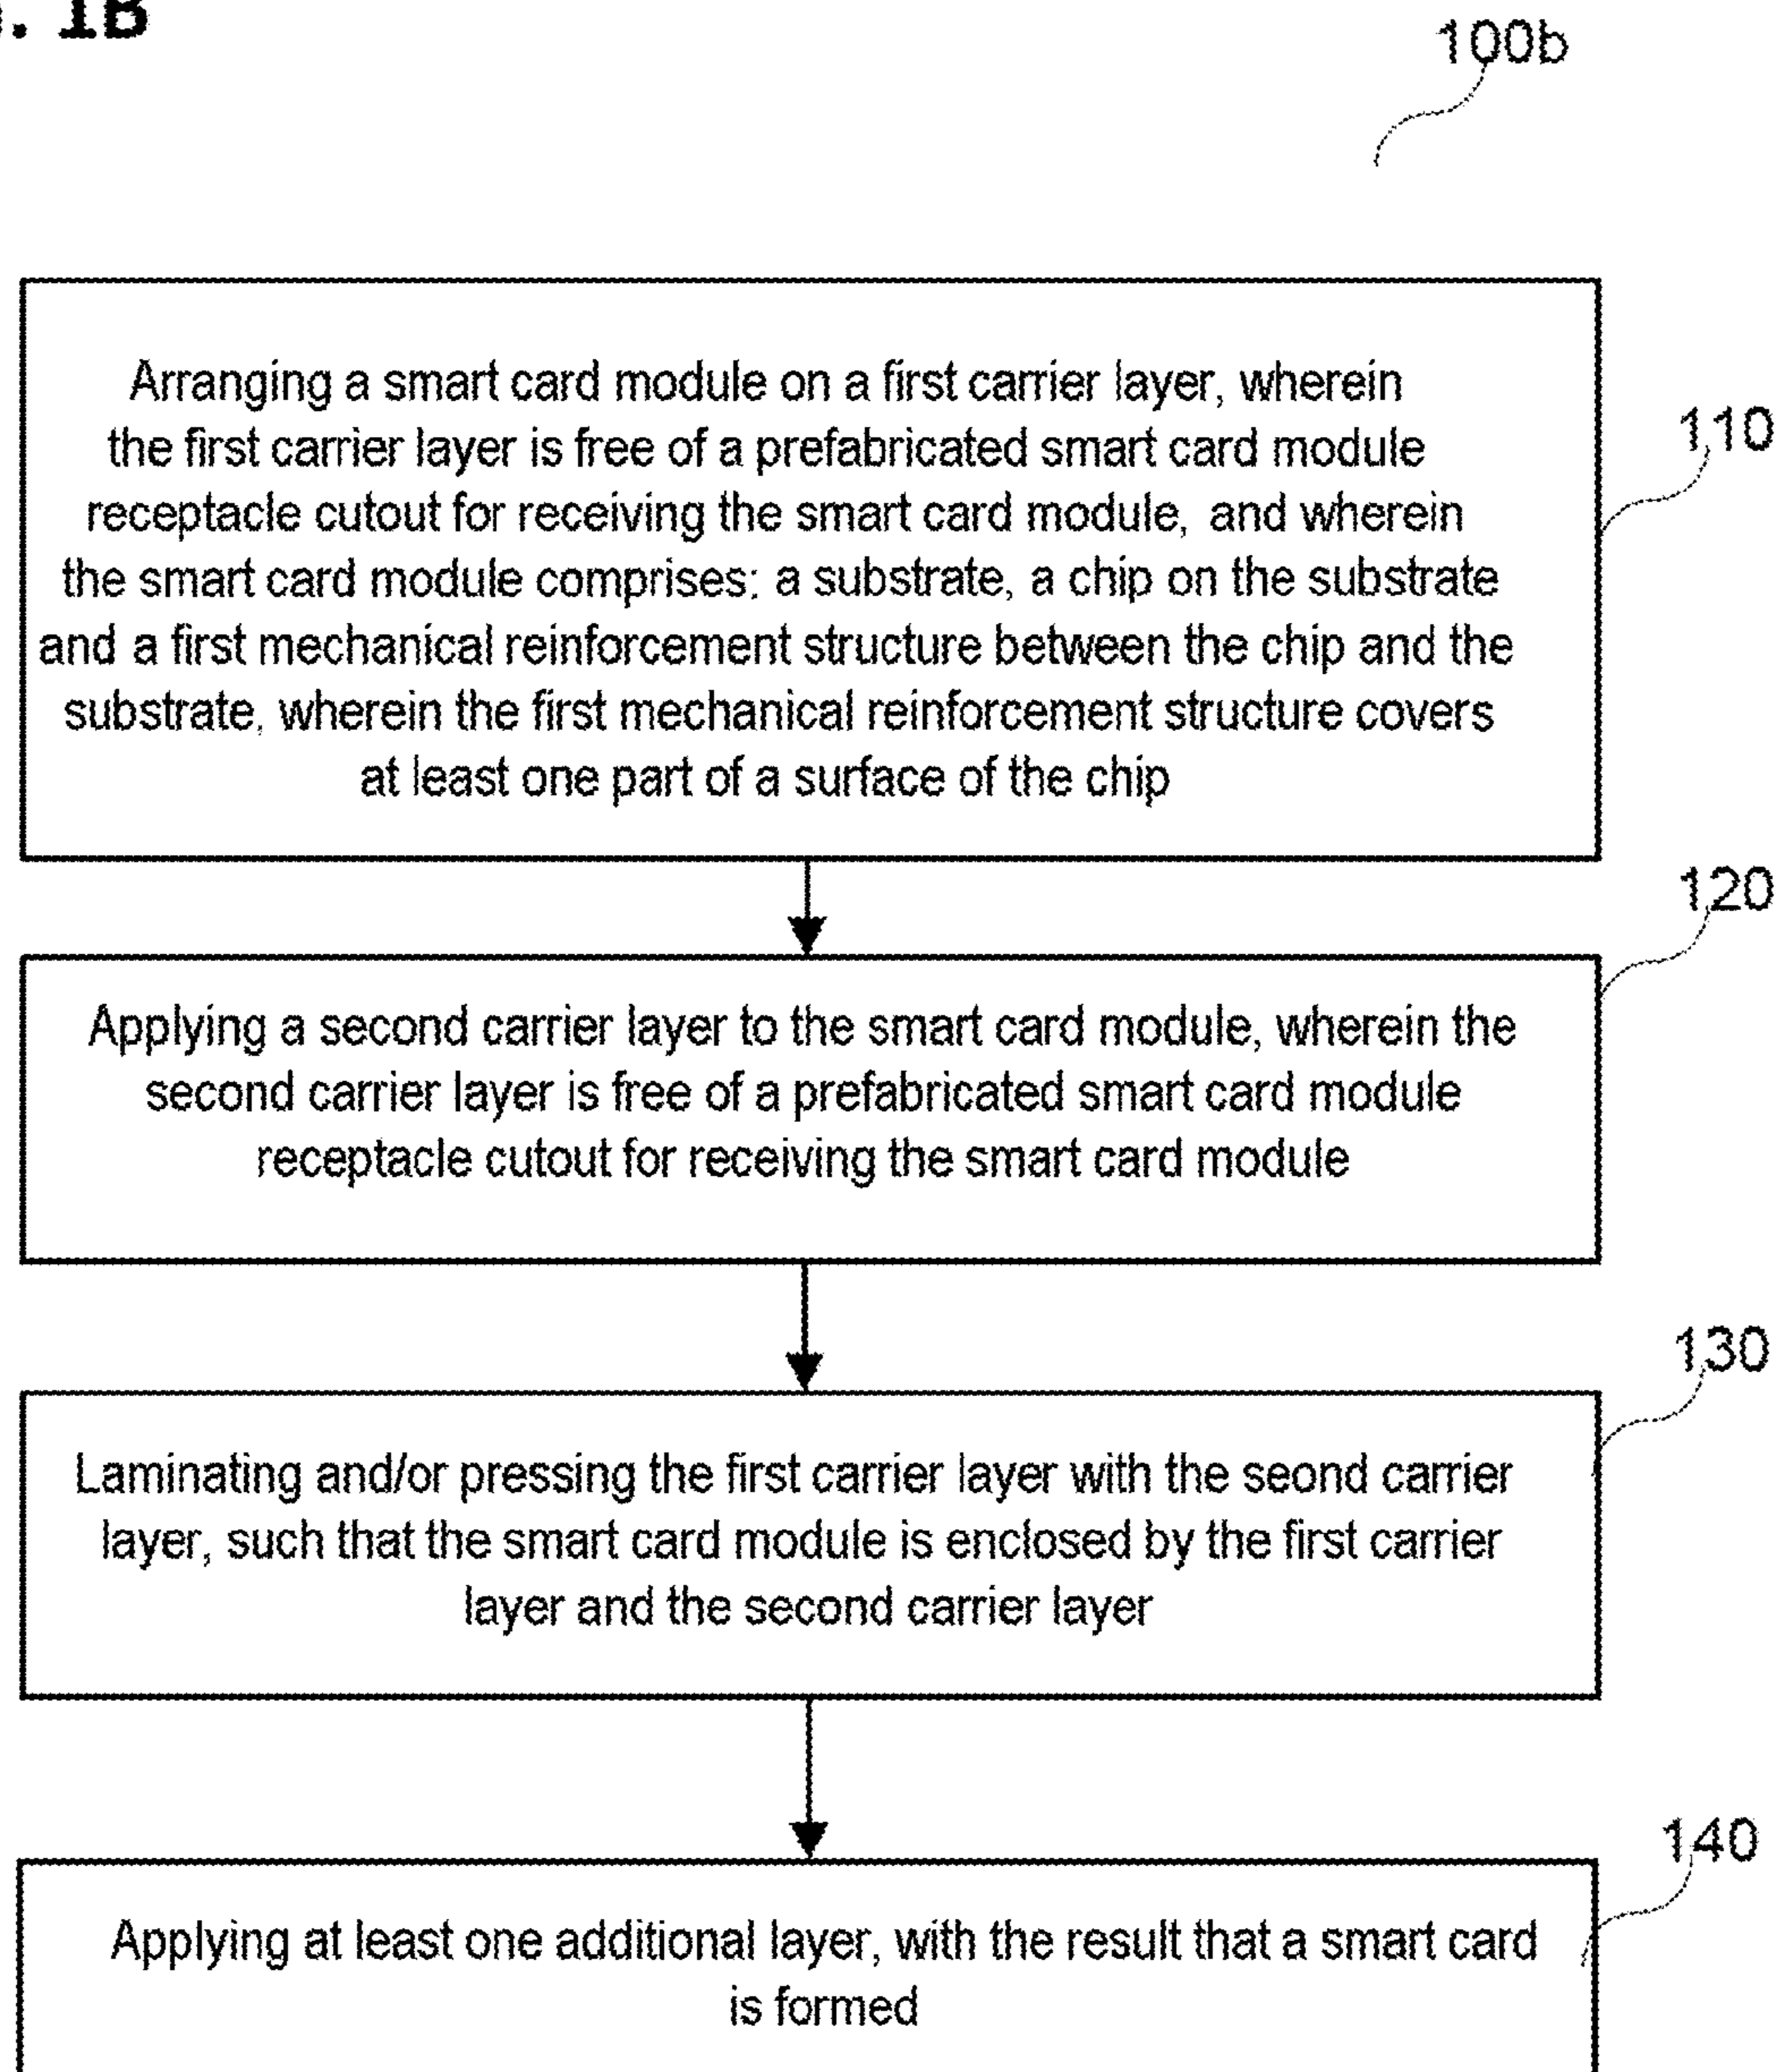 . 1B
100b
Arranging a smart card module on a first carrier layer, wherein
the first carrier layer is free of a prefabricated smart card module
receptacle cutout for receiving the smart card module, and wherein
the smart card module comprises: a substrate, a chip on the substrate
and a first mechanical reinforcement structure between the chip and the
substrate, wherein the first mechanical reinforcement structure covers
at least one part of a surface of the chip
110
120
Applying a second carrier layer to the smart card module, wherein the
second carrier layer is free of a prefabricated smart card module
receptacle cutout for receiving the smart card module
130
Laminating and/or pressing the first carrier layer with the seond carrier
layer, such that the smart card module is enclosed by the first carrier
layer and the second carrier layer
140
Applying at least one additional layer, with the result that a smart card
is formed